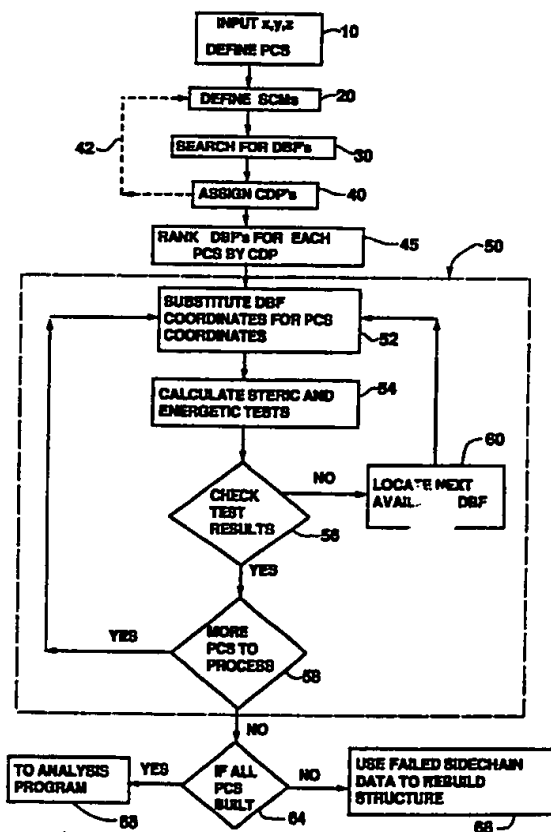 INPUT x,y,z
DEFINE PCS
10
DEFINE SCMs
20
42
SEARCH FOR DBF's
30
ASSIGN CDP's
40
RANK DBF's FOR EACH
PCS BY CDP
45
50
SUBSTITUTE DBF
COORDINATES FOR PCS
COORDINATES
52
54
CALCULATE STERIC AND
ENERGETIC TESTS
60
NO
CHECK
TEST
RESULTS
56
LOCATE NEXT
DBF
YES
YES
MORE
PCS TO
PROCESS
58
NO
TO ANALYSIS
PROGRAM
YES
IF ALL
PCS
BUILT
64
NO
USE FAILED SIDECHAIN
DATA TO REBUILD
STRUCTURE